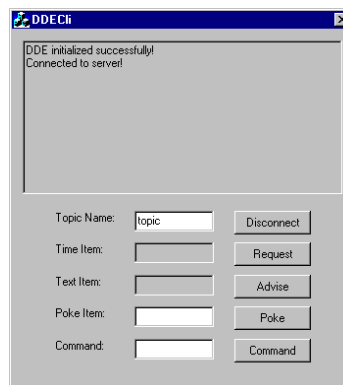 DDECli
DDE initialized successfully!
Connected to server!
Topic Name: topic Disconnect
Time Item: Request
Text Item: Advise
Poke Item: Poke
Command: Command